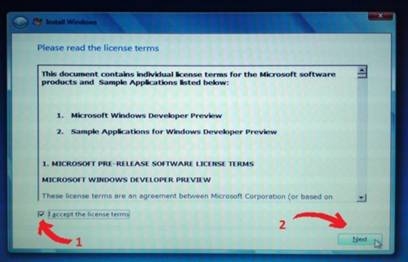 Install Windows
Please read the license terms
This document contains individual license terms for the Microsoft software
products and Sample Applications listed below:
1. Microsoft Windows Developer Preview
2. Sample Applications for Windows Developer Preview
1. MICROSOFT PRE-RELEASE SOFTWARE LICENSE TERMS
MICROSOFT WINDOWS DEVELOPER PREVIEW
These license terms are an agreement between Microsoft Corporation (or based on
I accept the license terms
1
2
Next